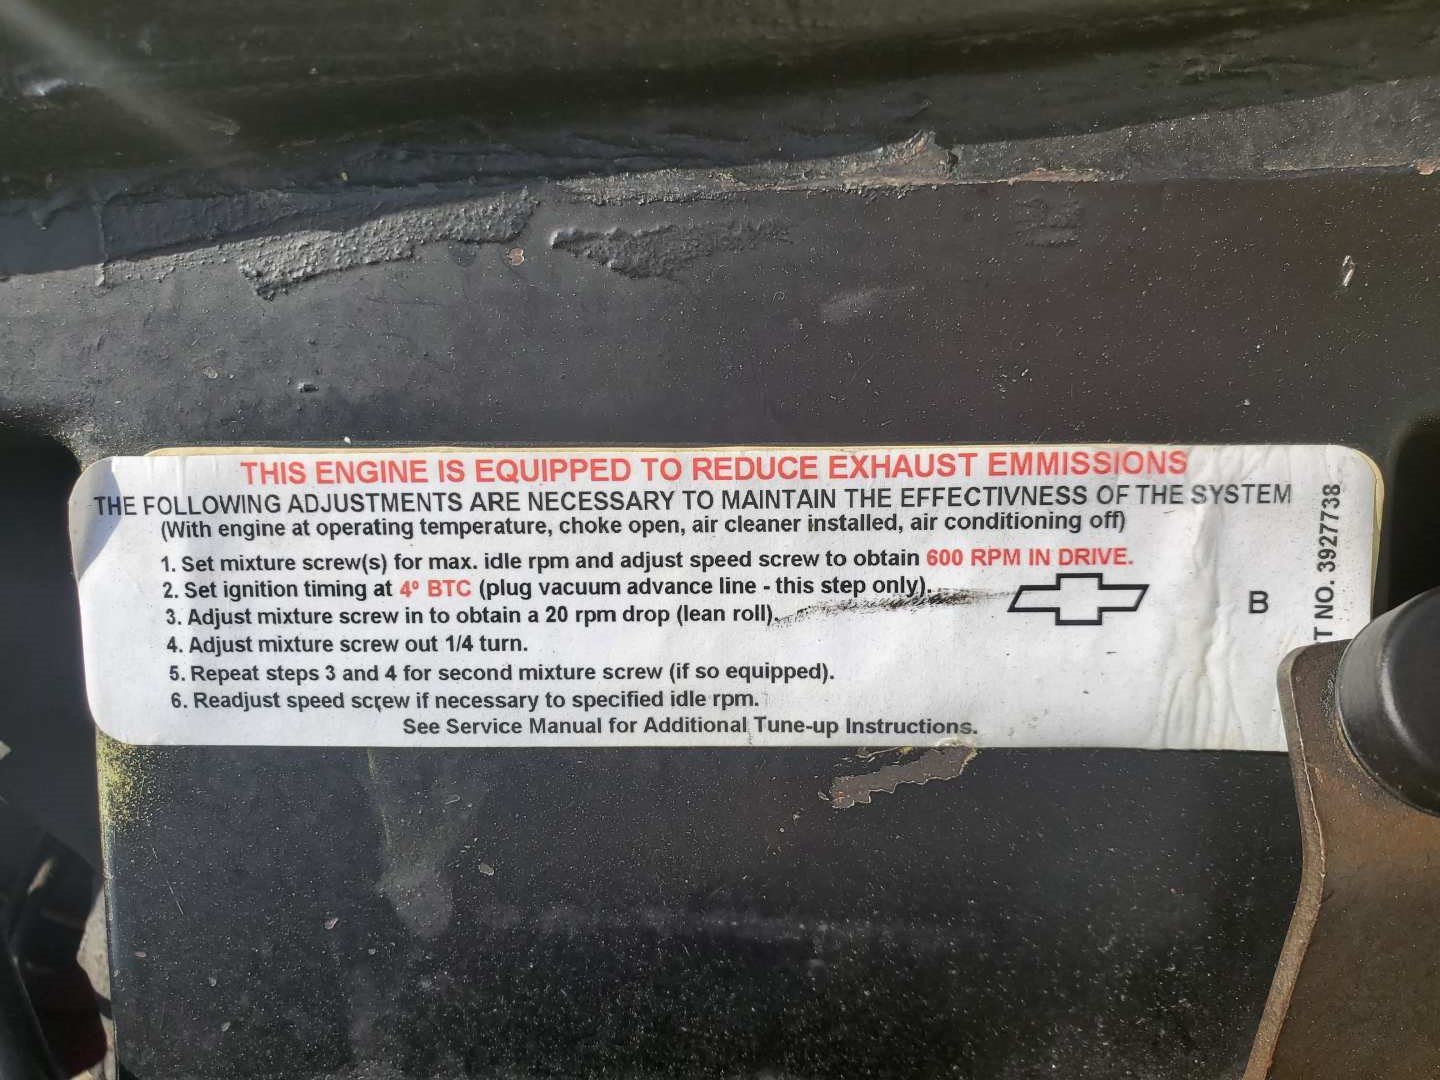 THIS ENGINE IS EQUIPPED TO REDUCE EXHAUST EMMISSIONS
THE FOLLOWING ADJUSTMENTS ARE NECESSARY TO MAINTAIN THE EFFECTIVNESS OF THE SYSTEM
(With engine at operating temperature, choke open, air cleaner installed, air conditioning off)
1. Set mixture screw(s) for max. idle rpm and adjust speed screw to obtain 600 RPM IN DRIVE.
2. Set ignition timing at 4º BTC (plug vacuum advance line - this step only).
3. Adjust mixture screw in to obtain a 20 rpm drop (lean roll).
4. Adjust mixture screw out 1/4 turn.
5. Repeat steps 3 and 4 for second mixture screw (if so equipped).
6. Readjust speed screw if necessary to specified idle rpm.
See Service Manual for Additional Tune-up Instructions.
B
T NO. 3927738